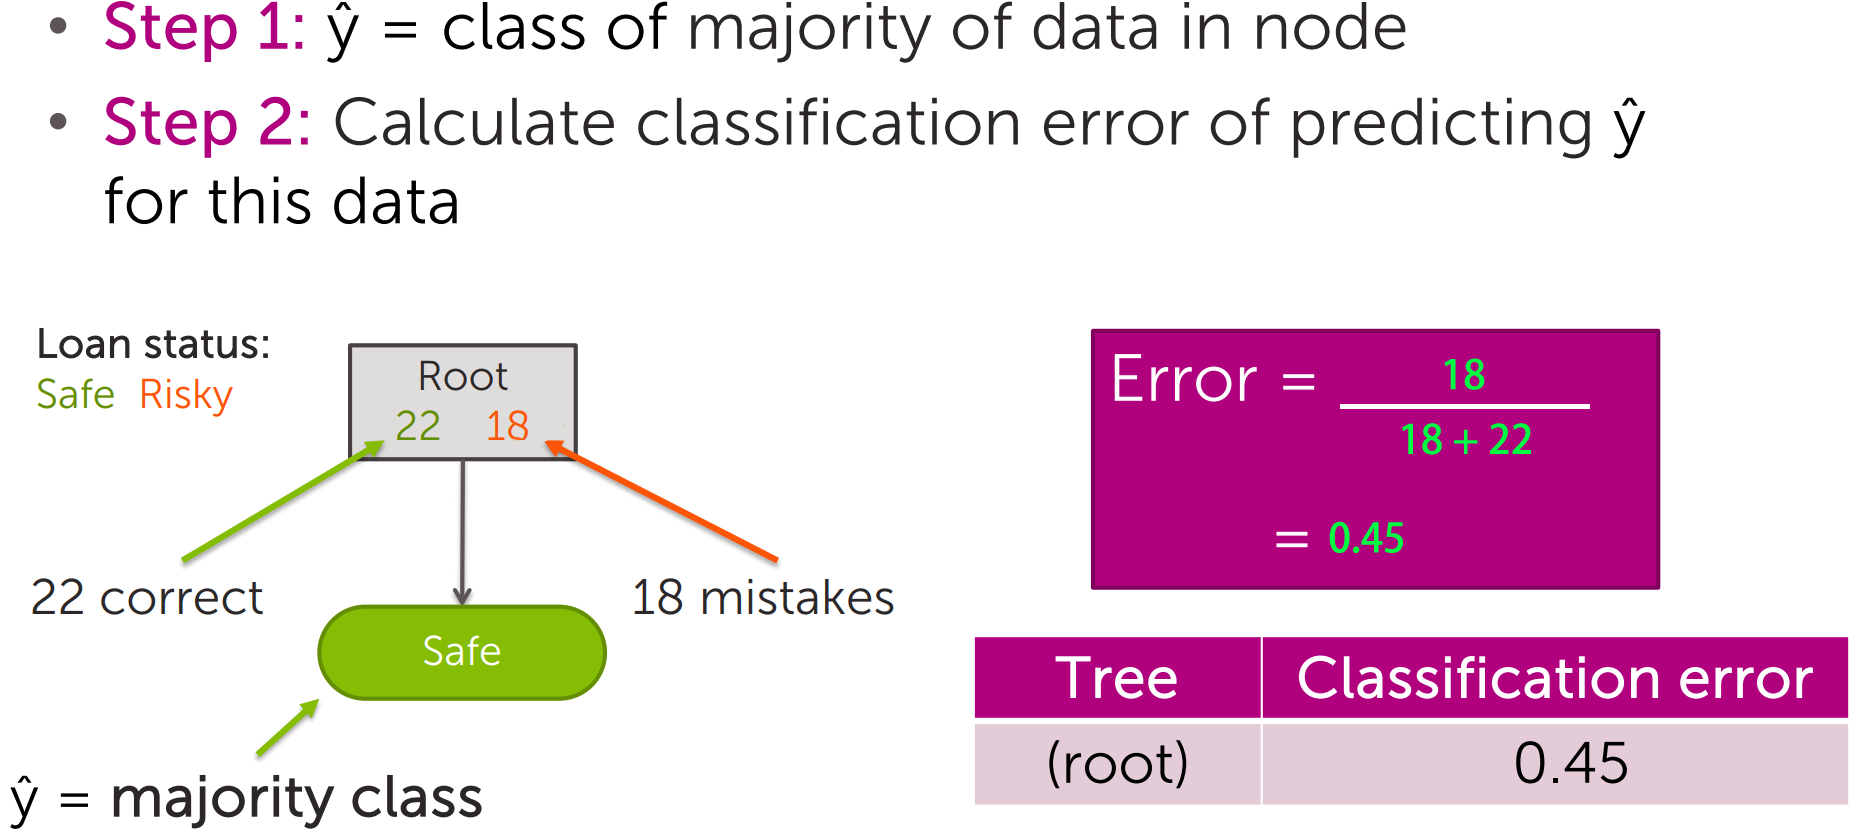 • Step 1: ŷ = class of majority of data in node
• Step 2: Calculate classification error of predicting ŷ
for this data
Loan status:
Safe Risky
Root
22 18
22 correct
18 mistakes
Safe
ŷ = majority class
Error = 18
18 + 22
= 0.45
Tree Classification error
(root) 0.45